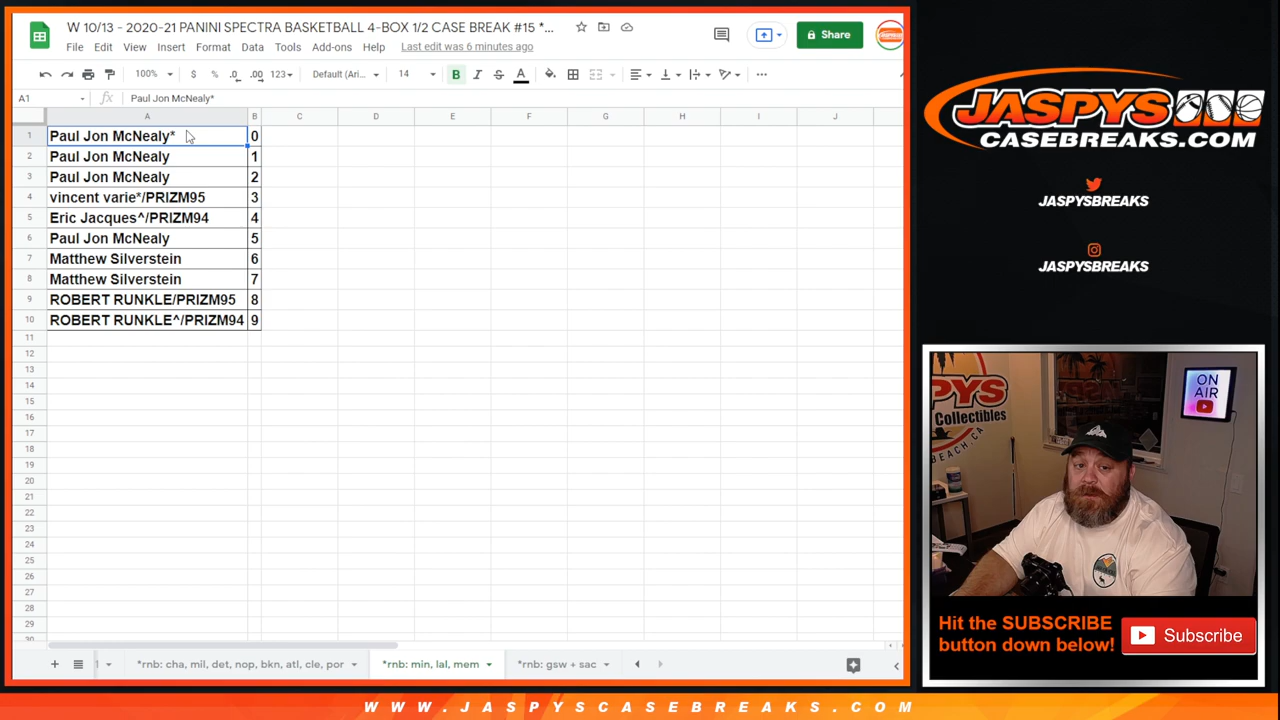 W 10/13 - 2020-21 PANINI SPECTRA BASKETBALL 4-BOX 1/2 CASE BREAK #15 *...
File Edit View Insert Format Data Tools Add-ons Help Last edit was 6 minutes ago
Share
100% $ % .0 .00 123 Default (Ari... 14 B I A
A1 fx Paul Jon McNealy*
A B C D E F G H I J
1 Paul Jon McNealy* 0
2 Paul Jon McNealy 1
3 Paul Jon McNealy 2
4 vincent varie*/PRIZM95 3
5 Eric Jacques^/PRIZM94 4
6 Paul Jon McNealy 5
7 Matthew Silverstein 6
8 Matthew Silverstein 7
9 ROBERT RUNKLE/PRIZM95 8
10 ROBERT RUNKLE^/PRIZM94 9
11
12
13
14
15
16
17
18
19
20
21
22
23
24
25
26
27
28
29
30
*rnb: cha, mil, det, nop, bkn, atl, cle, por *rnb: min, lal, mem *rnb: gsw + sac
JASPYS
CASEBREAKS.COM
JASPYSBREAKS
JASPYSBREAKS
PYS
Collectibles
BEACH, CA
ON
AIR
Hit the SUBSCRIBE
button down below!
Subscribe
WWW.JASPYSCASEBREAKS.COM